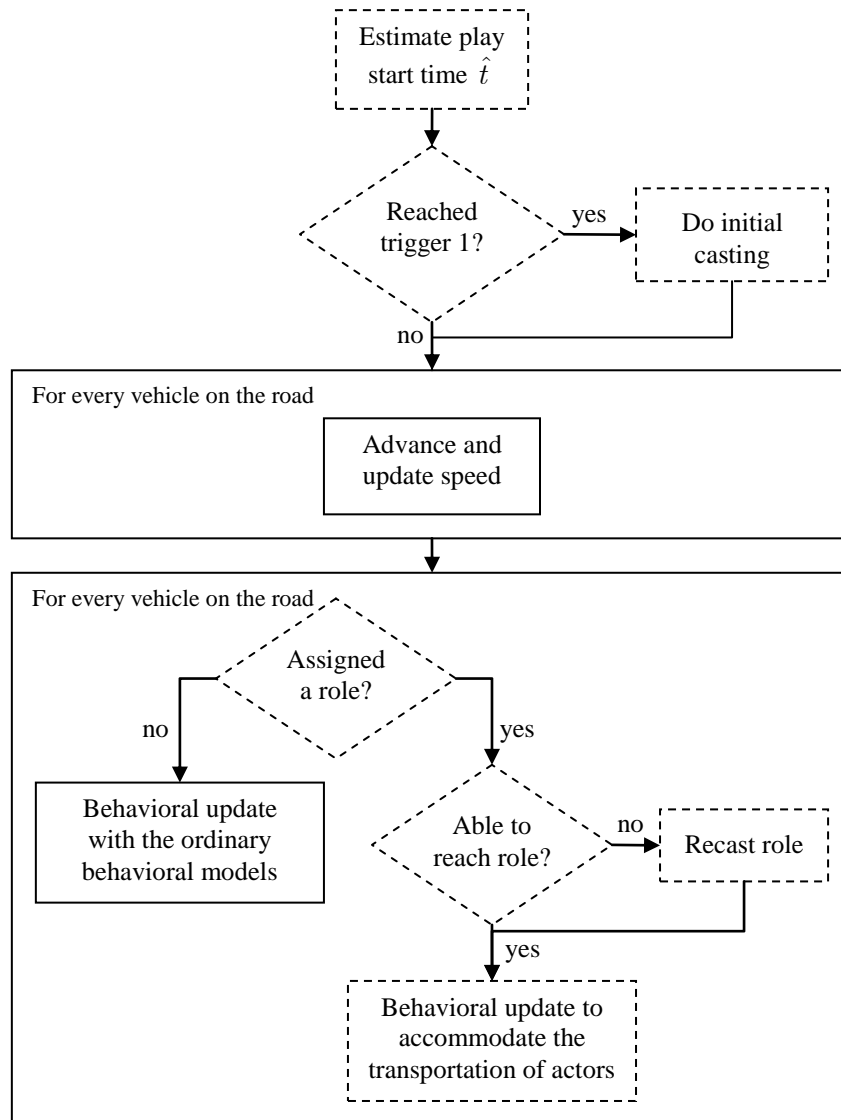 Estimate play
start time t̂
Reached
trigger 1?
yes
Do initial
casting
no
For every vehicle on the road
Advance and
update speed
For every vehicle on the road
Assigned
a role?
no
yes
Behavioral update
with the ordinary
behavioral models
Able to
reach role?
no
Recast role
yes
Behavioral update to
accommodate the
transportation of actors